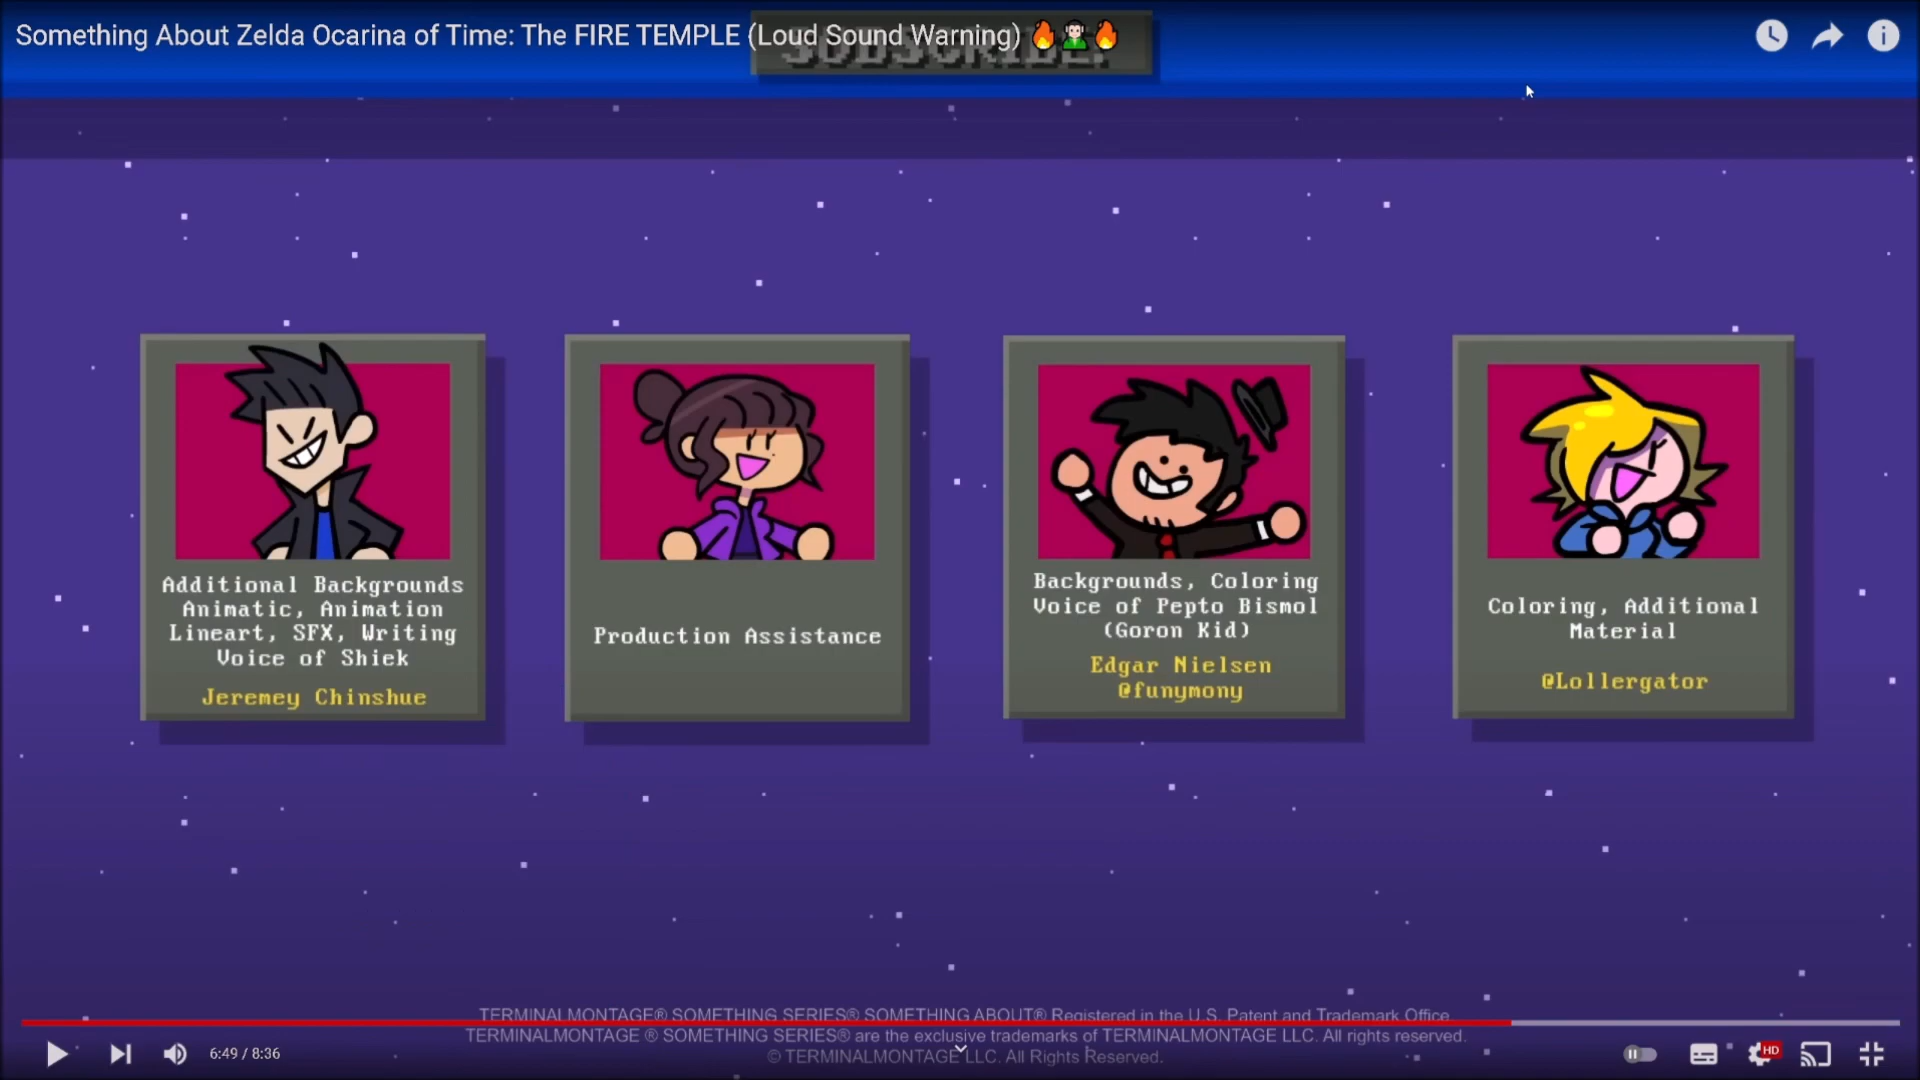 Something About Zelda Ocarina of Time: The FIRE TEMPLE (Loud Sound Warning) 🔥🧝🔥
SUBSCRIBE!
Additional Backgrounds
Animatic, Animation
Lineart, SFX, Writing
Voice of Shiek
Jeremey Chinshue
Production Assistance
Backgrounds, Coloring
Voice of Pepto Bismol
(Goron Kid)
Edgar Nielsen
@funymony
Coloring, Additional
Material
@Lollergator
TERMINALMONTAGE® SOMETHING SERIES® SOMETHING ABOUT® Registered in the U.S. Patent and Trademark Office
TERMINALMONTAGE ® SOMETHING SERIES® are the exclusive trademarks of TERMINALMONTAGE LLC. All rights reserved.
© TERMINALMONTAGE LLC. All Rights Reserved.
6:49 / 8:36
HD